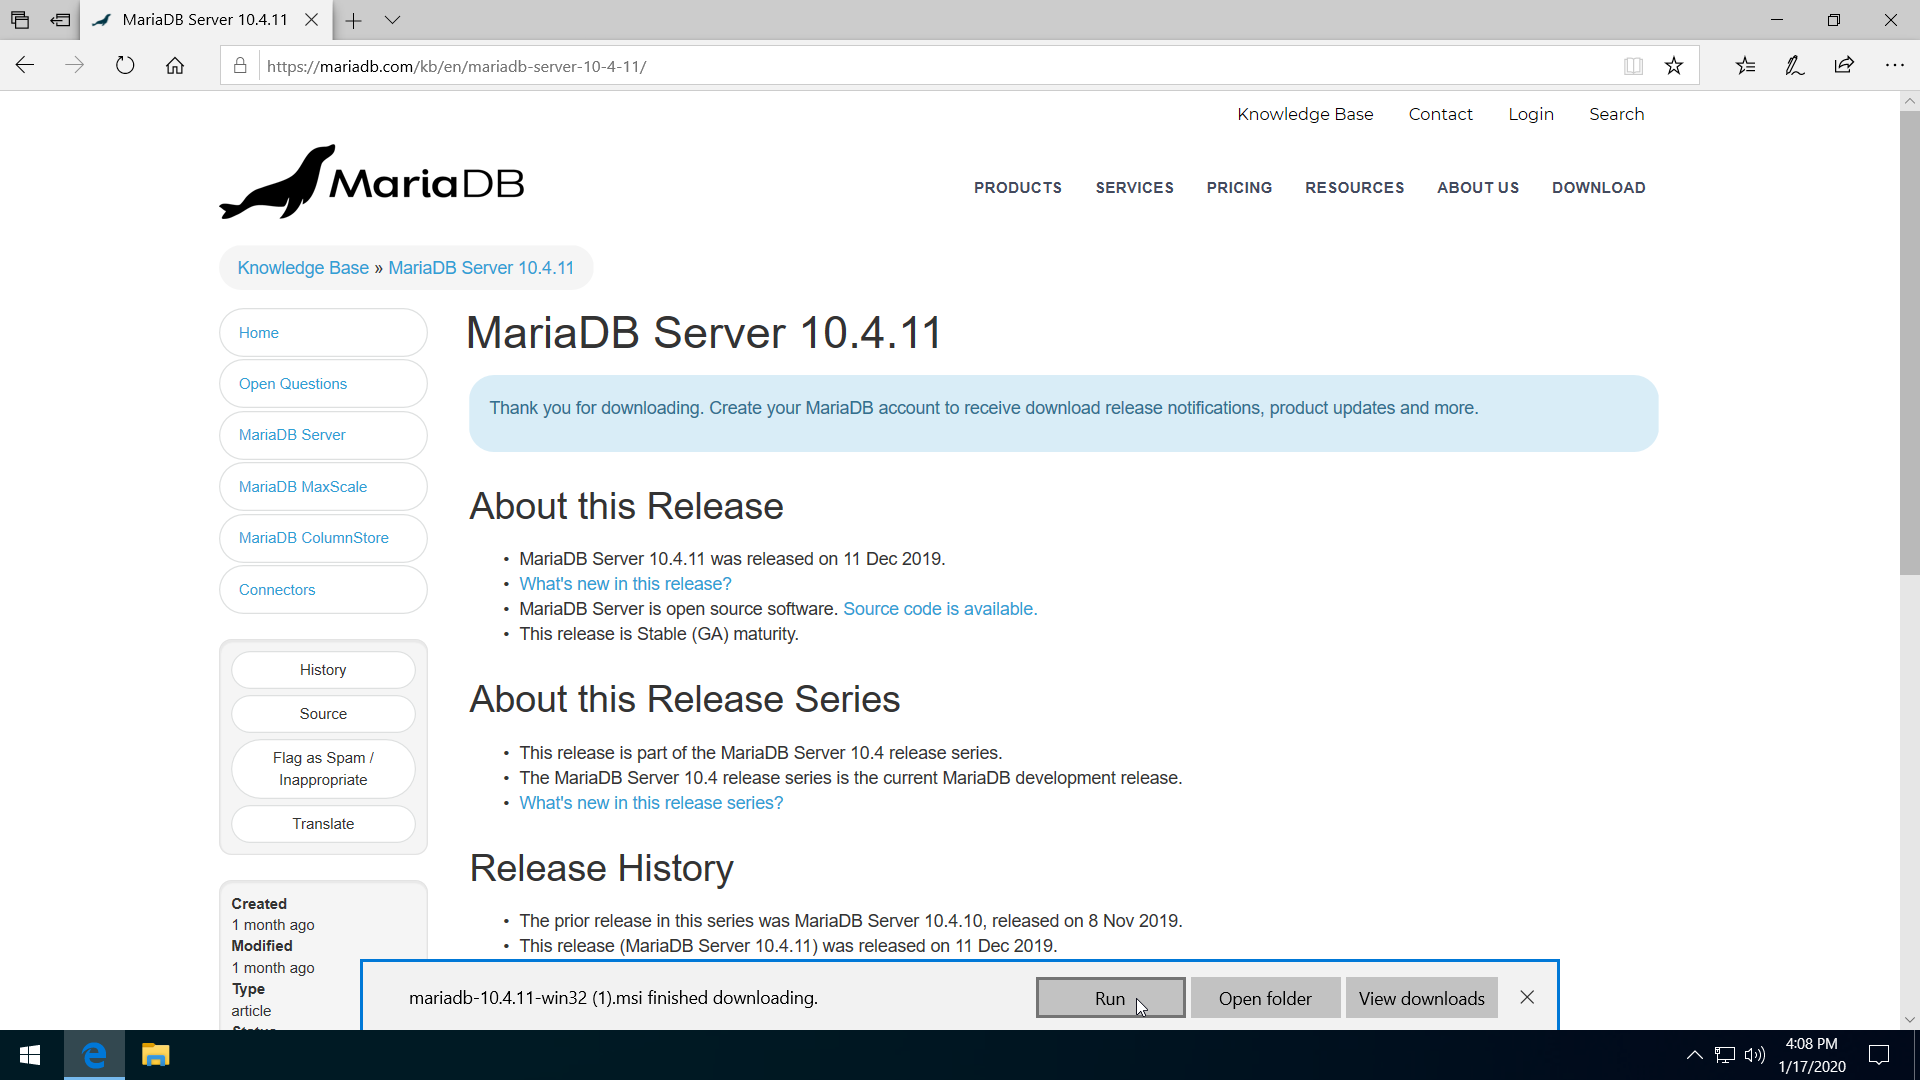 MariaDB Server 10.4.11
https://mariadb.com/kb/en/mariadb-server-10-4-11/
Knowledge Base Contact Login Search
MariaDB
PRODUCTS SERVICES PRICING RESOURCES ABOUT US DOWNLOAD
Knowledge Base » MariaDB Server 10.4.11
Home
Open Questions
MariaDB Server
MariaDB MaxScale
MariaDB ColumnStore
Connectors
History
Source
Flag as Spam /
Inappropriate
Translate
Created
1 month ago
Modified
1 month ago
Type
article
Status
MariaDB Server 10.4.11
Thank you for downloading. Create your MariaDB account to receive download release notifications, product updates and more.
About this Release
• MariaDB Server 10.4.11 was released on 11 Dec 2019.
• What's new in this release?
• MariaDB Server is open source software. Source code is available.
• This release is Stable (GA) maturity.
About this Release Series
• This release is part of the MariaDB Server 10.4 release series.
• The MariaDB Server 10.4 release series is the current MariaDB development release.
• What's new in this release series?
Release History
• The prior release in this series was MariaDB Server 10.4.10, released on 8 Nov 2019.
• This release (MariaDB Server 10.4.11) was released on 11 Dec 2019.
mariadb-10.4.11-win32 (1).msi finished downloading.
Run Open folder View downloads
4:08 PM
1/17/2020